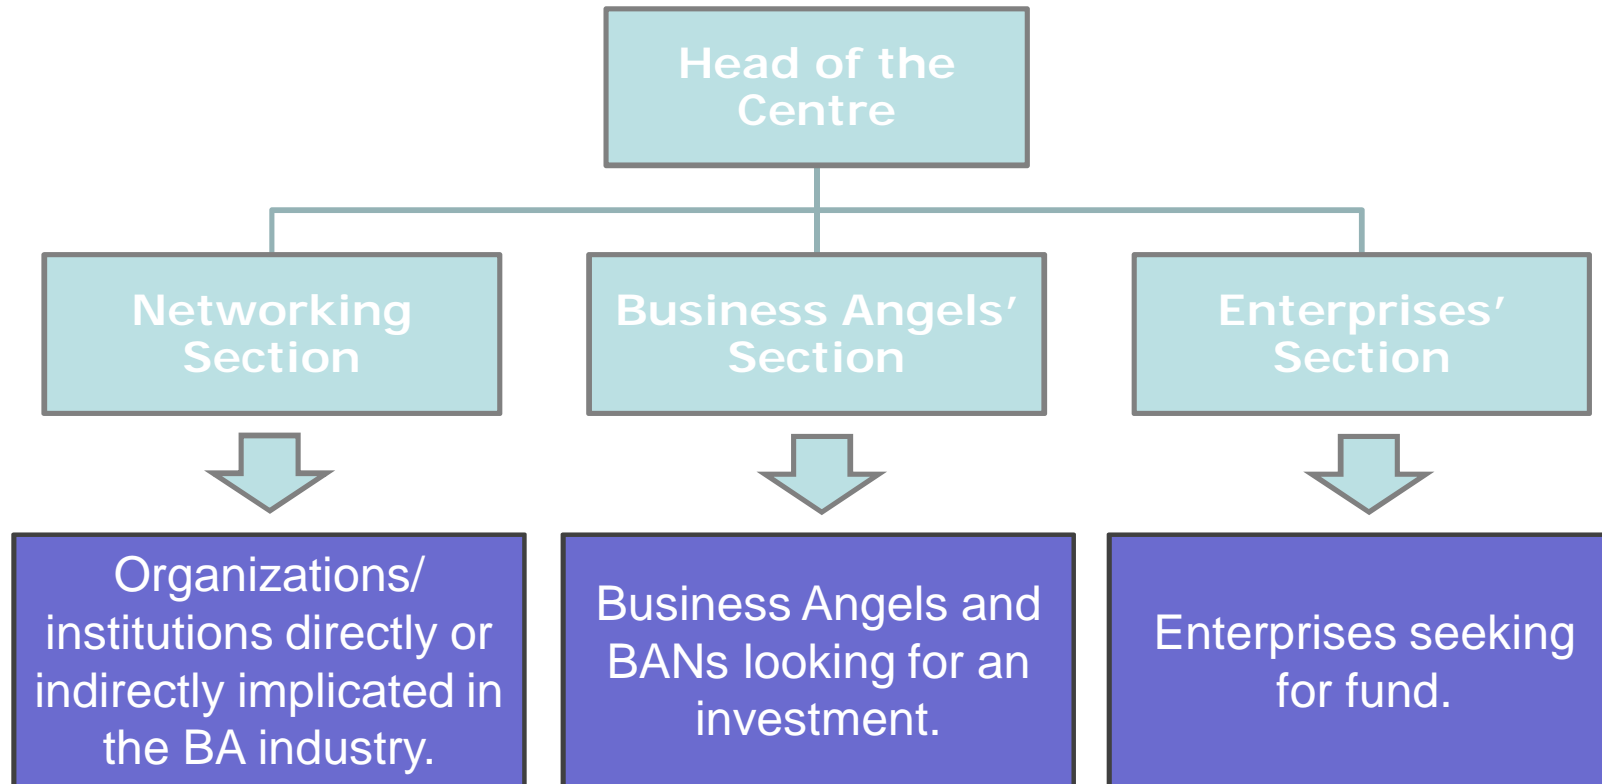 Head of the
Centre
Networking
Section
Business Angels'
Section
Enterprises'
Section
Organizations/
institutions directly or
indirectly implicated in
the BA industry.
Business Angels and
BANs looking for an
investment.
Enterprises seeking
for fund.